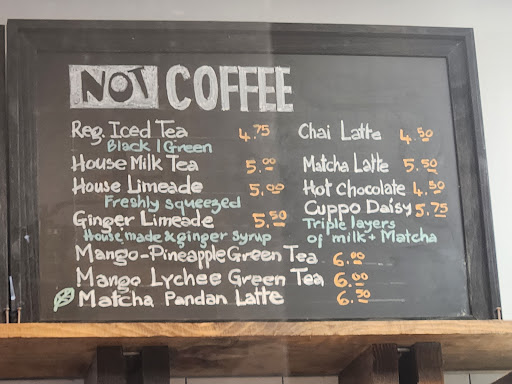 NOT COFFEE
Reg. Iced Tea 4.75
Black | Green
House Milk Tea 5.00
House Limeade 5.00
Freshly squeezed
Ginger Limeade 5.50
House made ginger syrup
Chai Latte 4.50
Matcha Latte 5.50
Hot Chocolate 4.50
Cuppo Daisy 5.75
Triple layers
of milk + Matcha
Mango-Pineapple Green Tea 6.00
Mango Lychee Green Tea 6.00
Matcha Pandan Latte 6.50